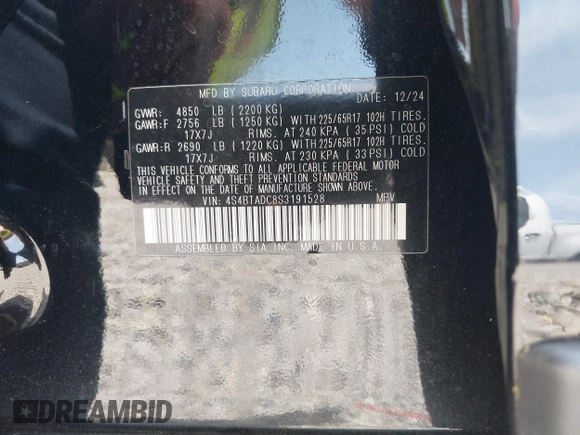 MFD BY SUBARU CORPORATION
DATE: 12/24
GVWR: 4850 LB (2200 KG)
GAWR:F 2756 LB (1250 KG) WITH 225/65R17 102H TIRES.
17X7J RIMS. AT 240 KPA (35 PSI) COLD
GAWR:R 2690 LB (1220 KG) WITH 225/65R17 102H TIRES.
17X7J RIMS. AT 230 KPA (33 PSI) COLD
THIS VEHICLE CONFORMS TO ALL APPLICABLE FEDERAL MOTOR
VEHICLE SAFETY AND THEFT PREVENTION STANDARDS
IN EFFECT ON THE DATE OF MANUFACTURE SHOWN ABOVE.
VIN: 4S4BTADC8S3191528 MPV
ASSEMBLED BY SIA INC. MADE IN U.S.A.
DREAMBID